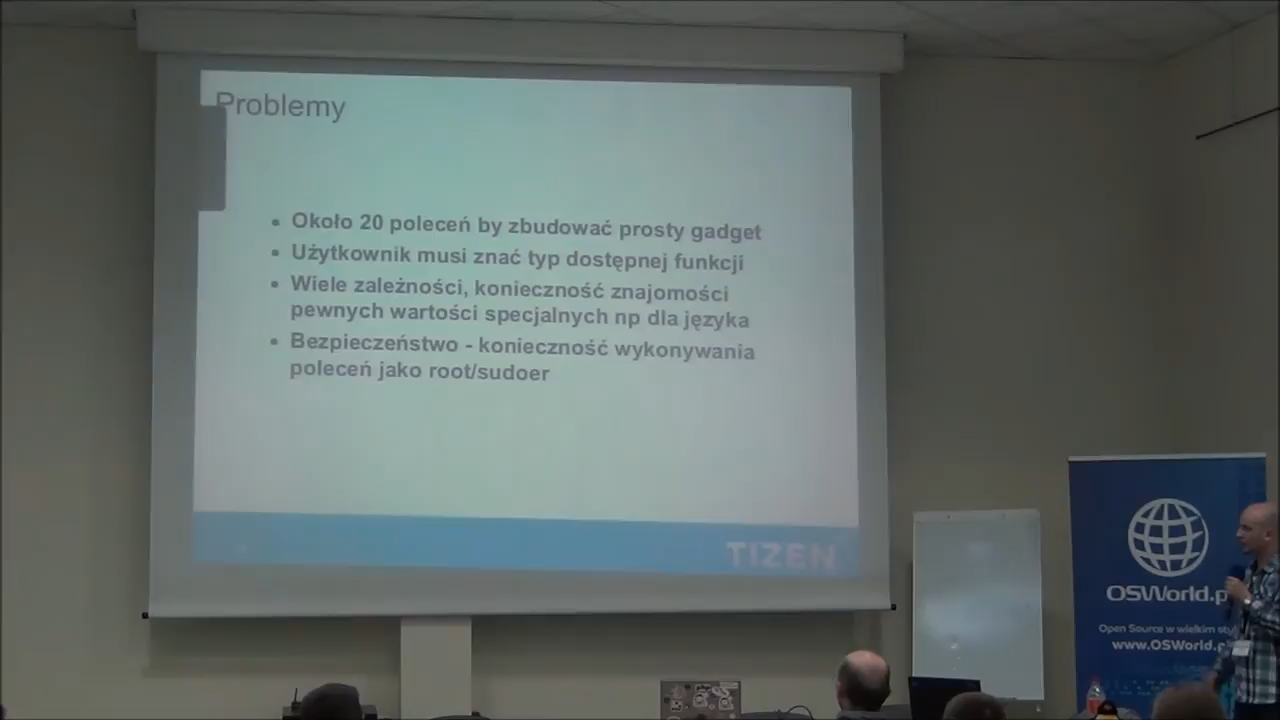 Problemy
Około 20 poleceń by zbudować prosty gadget
Użytkownik musi znać typ dostępnej funkcji
Wiele zależności, konieczność znajomości
pewnych wartości specjalnych np dla języka
Bezpieczeństwo - konieczność wykonywania
poleceń jako root/sudoer
TIZEN
OSWorld.p
Open Source w wielkim
www.OSWorld.p